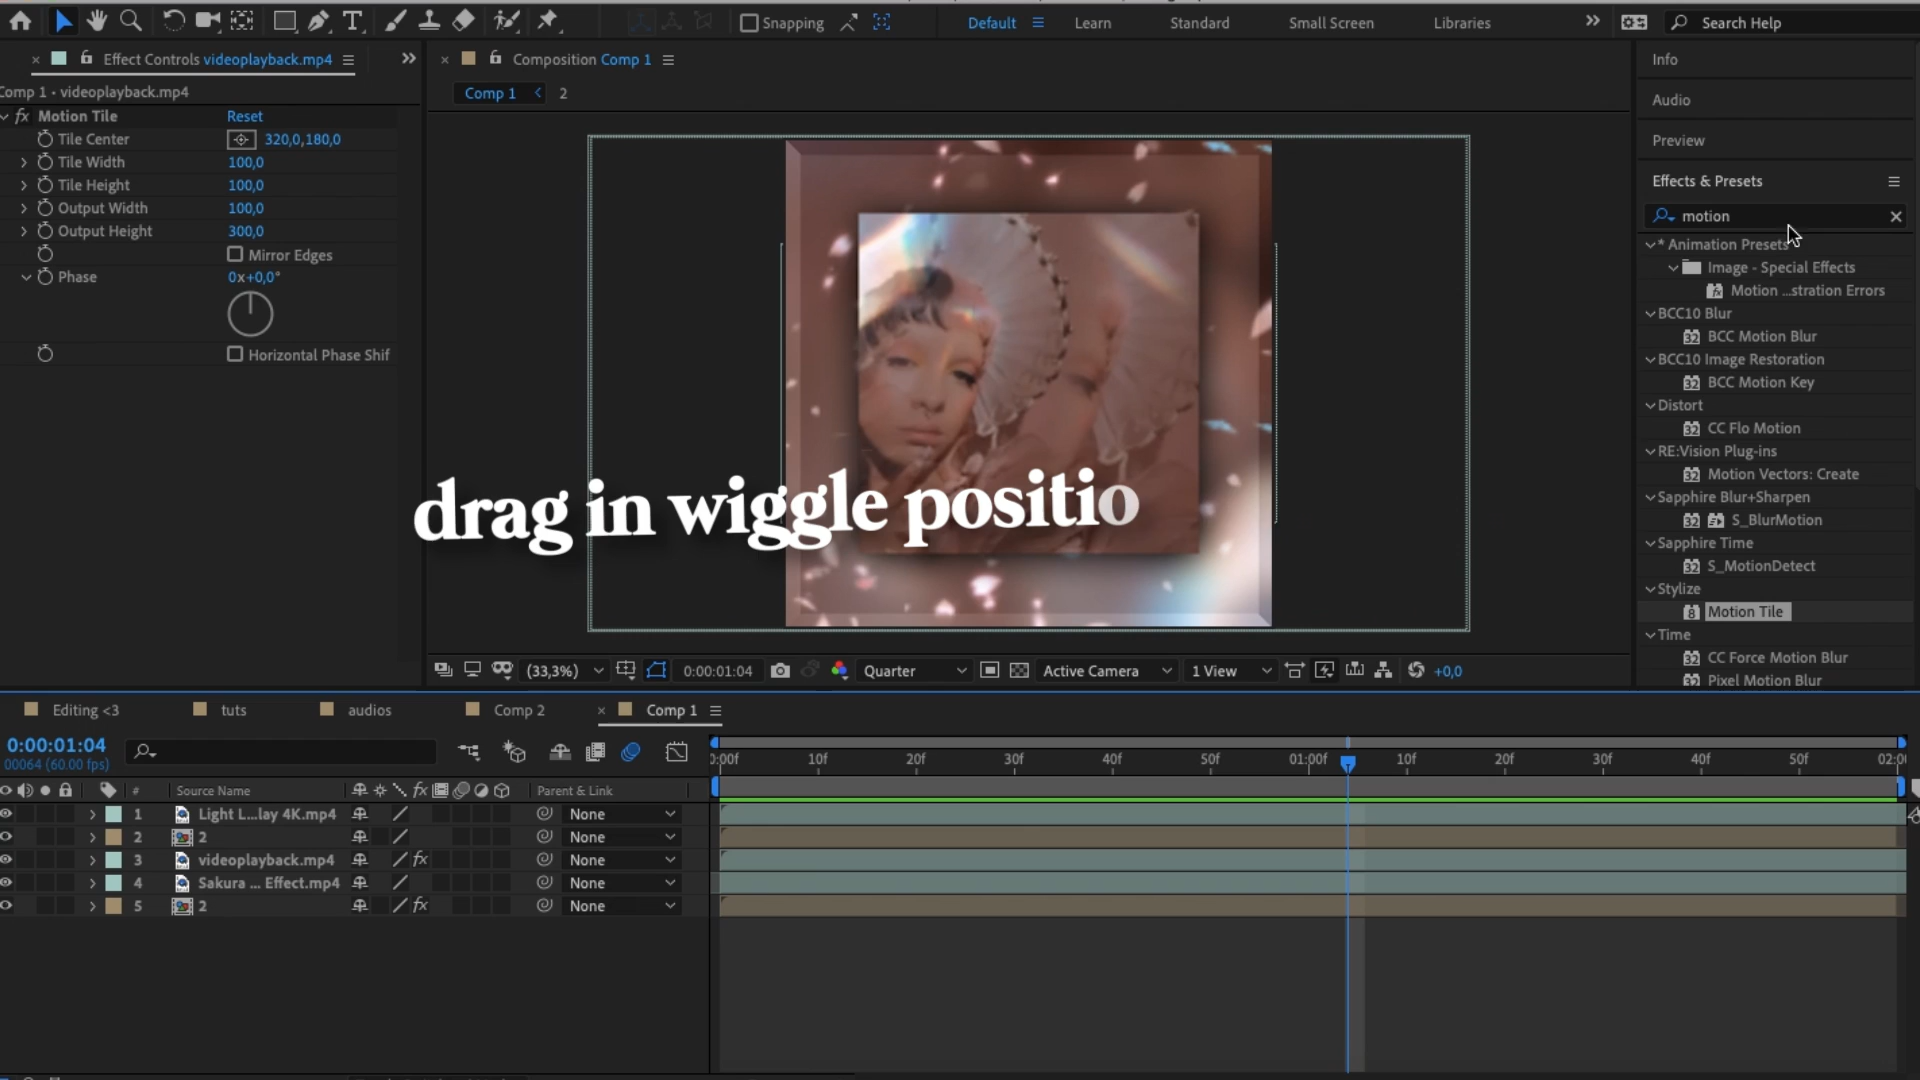 Snapping
Default
Learn
Standard
Small Screen
Libraries
Search Help
Effect Controls videoplayback.mp4
Comp 1 • videoplayback.mp4
fx Motion Tile Reset
Tile Center 320,0,180,0
Tile Width 100,0
Tile Height 100,0
Output Width 100,0
Output Height 300,0
Mirror Edges
Phase 0x+0,0°
Horizontal Phase Shif
Composition Comp 1
Comp 1 2
drag in wiggle positio
(33,3%) 0:00:01:04 Quarter Active Camera 1 View +0,0
Info
Audio
Preview
Effects & Presets
motion
* Animation Presets
Image - Special Effects
Motion ...stration Errors
BCC10 Blur
BCC Motion Blur
BCC10 Image Restoration
BCC Motion Key
Distort
CC Flo Motion
RE:Vision Plug-ins
Motion Vectors: Create
Sapphire Blur+Sharpen
S_BlurMotion
Sapphire Time
S_MotionDetect
Stylize
Motion Tile
Time
CC Force Motion Blur
Pixel Motion Blur
Editing <3 tuts audios Comp 2 Comp 1
0:00:01:04
00064 (60.00 fps)
0:00f 10f 20f 30f 40f 50f 01:00f 10f 20f 30f 40f 50f 02:0
# Source Name fx Parent & Link
1 Light L...lay 4K.mp4 None
2 2 None
3 videoplayback.mp4 fx None
4 Sakura ... Effect.mp4 None
5 2 fx None